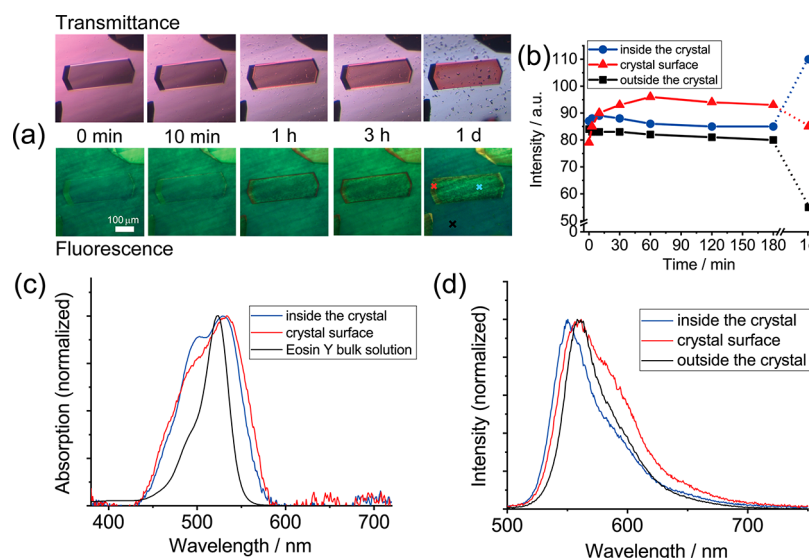 Transmittance
(a)
0 min 10 min 1 h 3 h 1 d
100 μm
Fluorescence
(b)
inside the crystal
crystal surface
outside the crystal
Intensity / a.u.
110
100
90
80
70
60
50
0
0 30 60 90 120 150 180
Time / min
(c)
inside the crystal
crystal surface
Eosin Y bulk solution
Absorption (normalized)
400 500 600 700
Wavelength / nm
(d)
inside the crystal
crystal surface
outside the crystal
Intensity (normalized)
500 600 700
Wavelength / nm